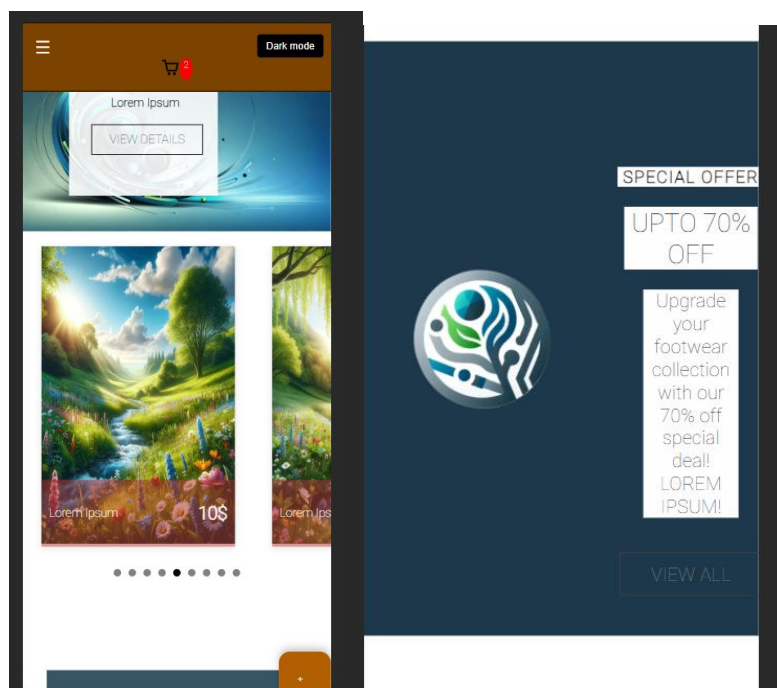 Dark mode
2
Lorem Ipsum
VIEW DETAILS
Lorem Ipsum
10$
Lorem Ips
SPECIAL OFFER
UPTO 70%
OFF
Upgrade
your
footwear
collection
with our
70% off
special
deal!
LOREM
IPSUM!
VIEW ALL